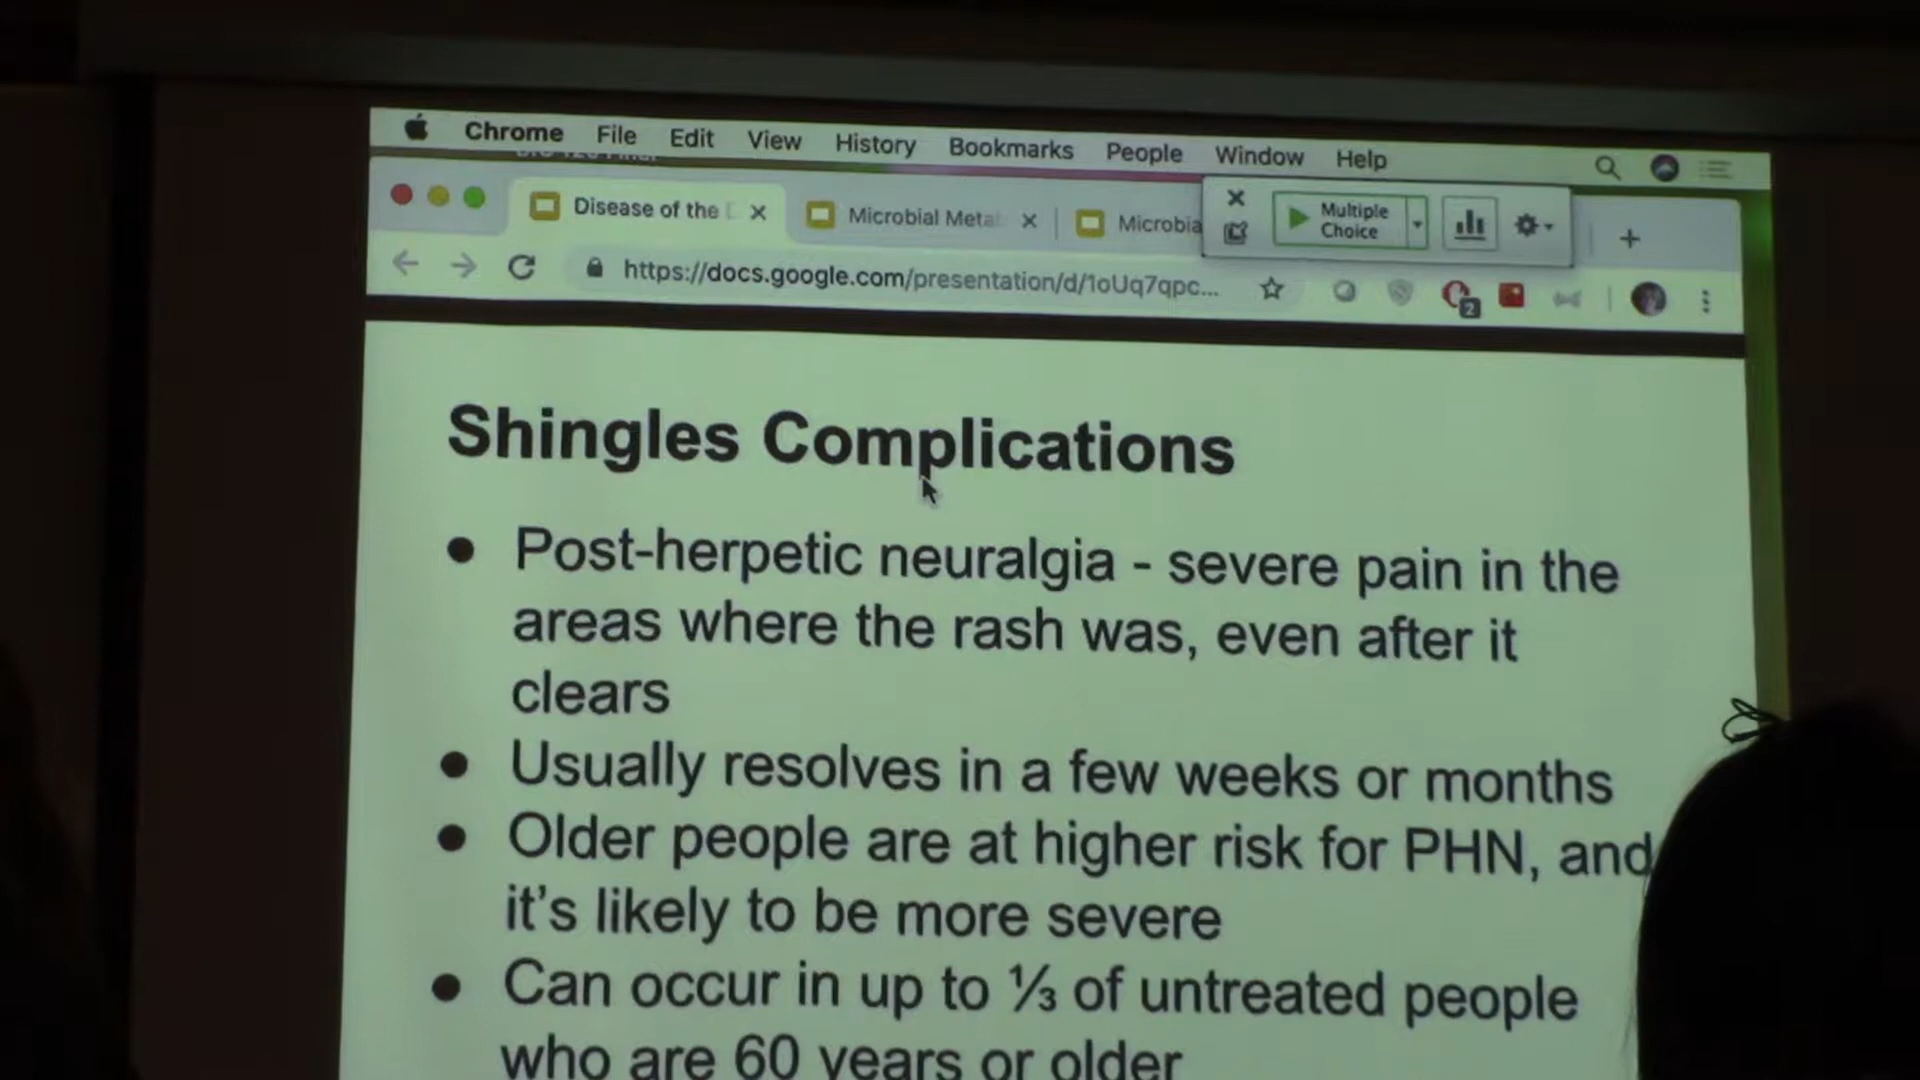 Chrome File Edit View History Bookmarks People Window Help
Disease of the
Microbial Meta
Microbia
Multiple
Choice
https://docs.google.com/presentation/d/1oUq7qpc...
2
Shingles Complications
● Post-herpetic neuralgia - severe pain in the
areas where the rash was, even after it
clears
● Usually resolves in a few weeks or months
● Older people are at higher risk for PHN, and
it's likely to be more severe
● Can occur in up to ⅓ of untreated people
who are 60 years or older